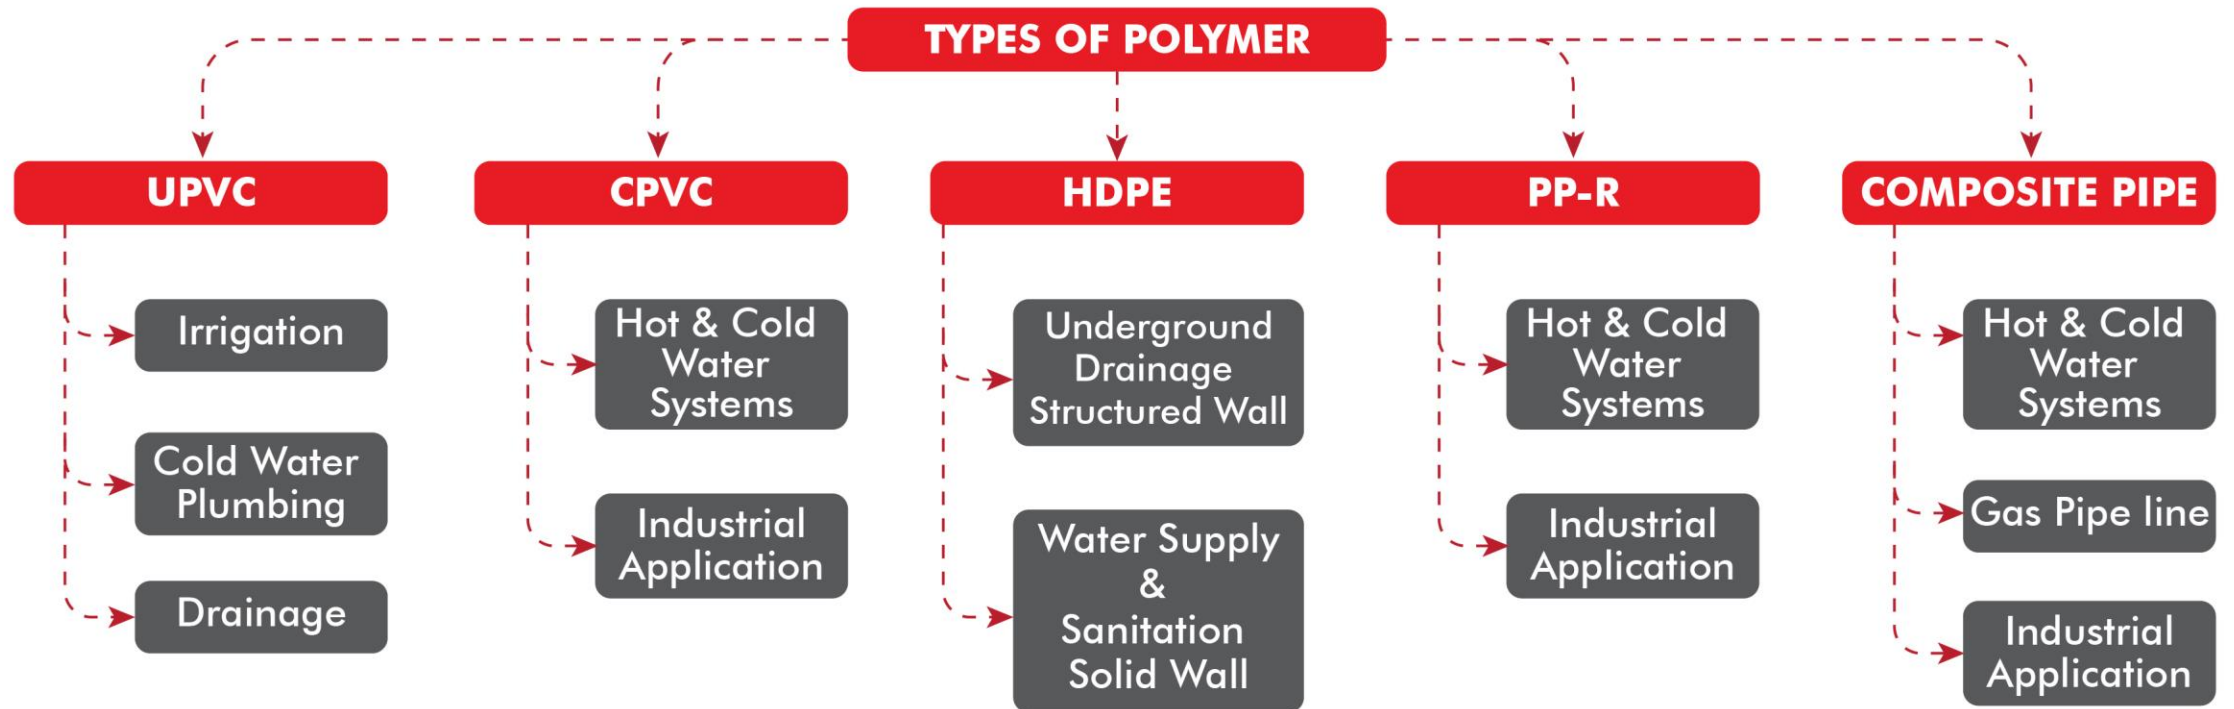 TYPES OF POLYMER
UPVC
CPVC
HDPE
PP-R
COMPOSITE PIPE
Irrigation
Cold Water
Plumbing
Drainage
Hot & Cold
Water
Systems
Industrial
Application
Underground
Drainage
Structured Wall
Water Supply
&
Sanitation
Solid Wall
Hot & Cold
Water
Systems
Industrial
Application
Hot & Cold
Water
Systems
Gas Pipe line
Industrial
Application